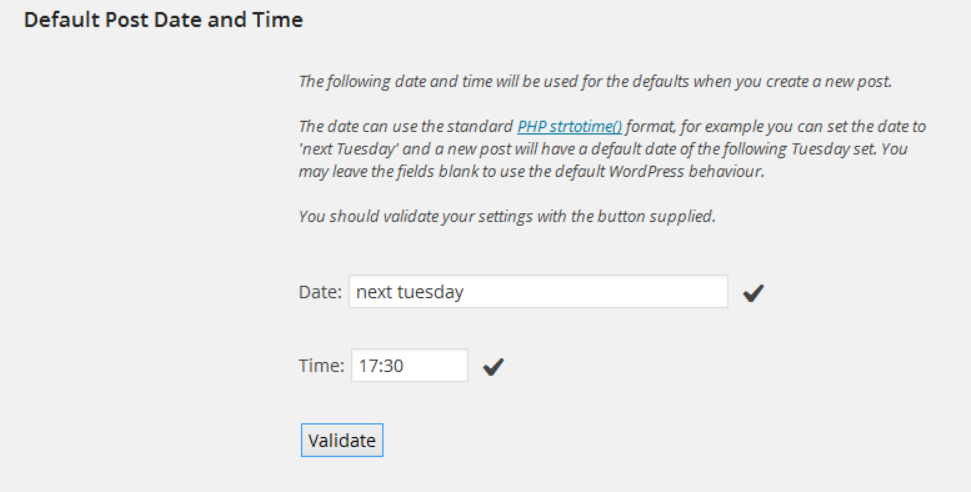 Default Post Date and Time
The following date and time will be used for the defaults when you create a new post.
The date can use the standard PHP strtotime() format, for example you can set the date to
'next Tuesday' and a new post will have a default date of the following Tuesday set. You
may leave the fields blank to use the default WordPress behaviour.
You should validate your settings with the button supplied.
Date: next tuesday
Time: 17:30
Validate